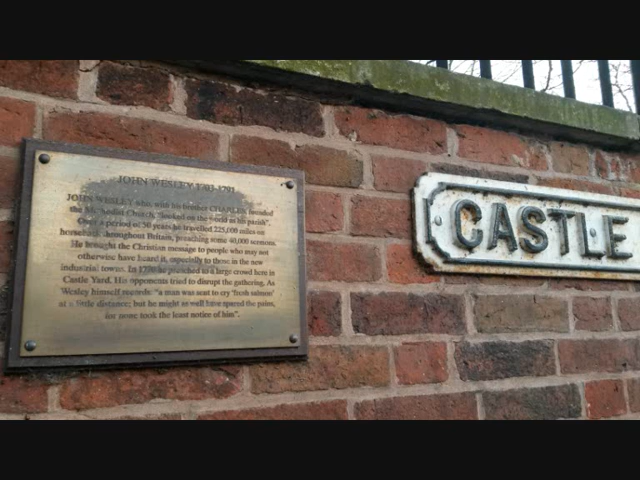 JOHN WESLEY 1703-1791
JOHN WESLEY who, with his brother CHARLES, founded
the Methodist Church "looked on the world as his parish".
Over a period of 50 years he travelled 225,000 miles on
horseback throughout Britain, preaching some 40,000 sermons.
He brought the Christian message to people who may not
otherwise have heard it, especially to those in the new
industrial towns. In 1790 he preached to a large crowd here in
Castle Yard. His opponents tried to disrupt the gathering. As
Wesley himself records: "a man was sent to cry 'fresh salmon'
at a little distance; but he might as well have spared the pains,
for none took the least notice of him".
CASTLE